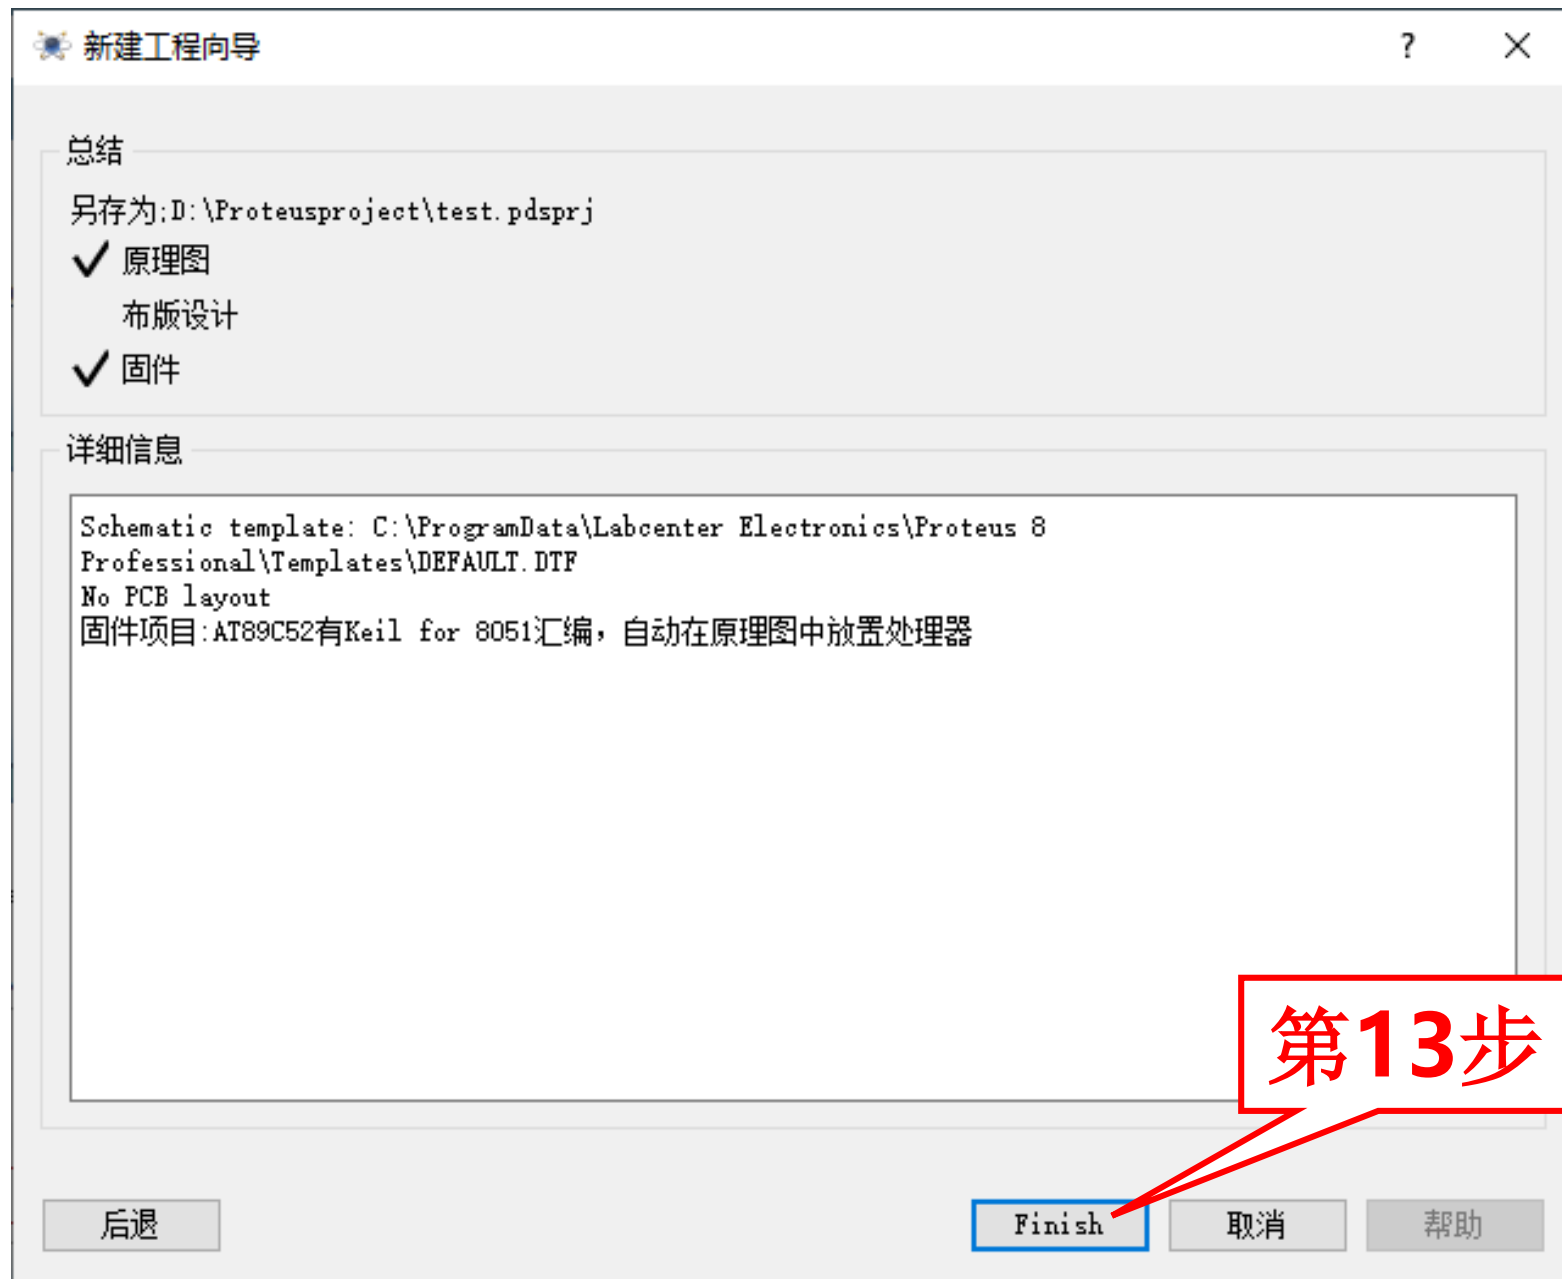 新建工程向导
?
总结
另存为;D:\Proteusproject\test.pdsprj
原理图
布版设计
固件
详细信息
Schematic template: C:\ProgramData\Labcenter Electronics\Proteus 8
Professional\Templates\DEFAULT.DTF
No PCB layout
固件项目:AT89C52有Keil for 8051汇编，自动在原理图中放置处理器
第13步
后退
Finish
取消
帮助